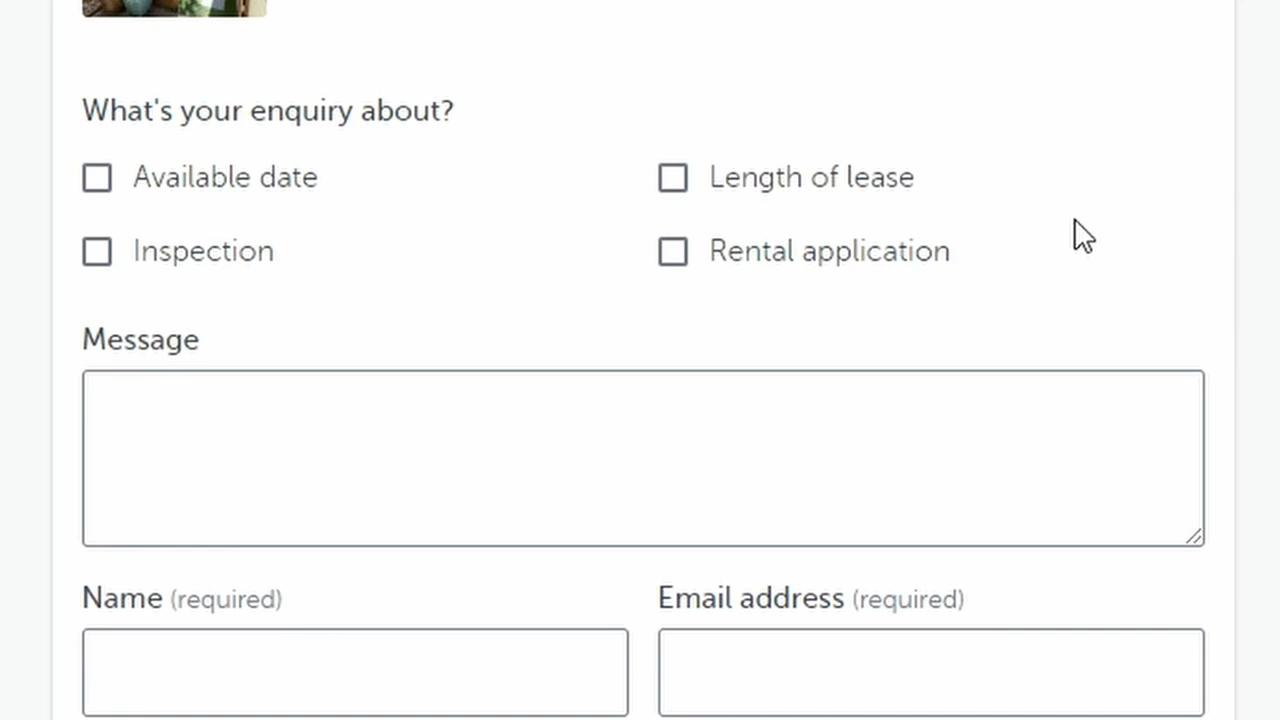 What's your enquiry about?
Available date
Length of lease
Inspection
Rental application
Message
Name (required)
Email address (required)